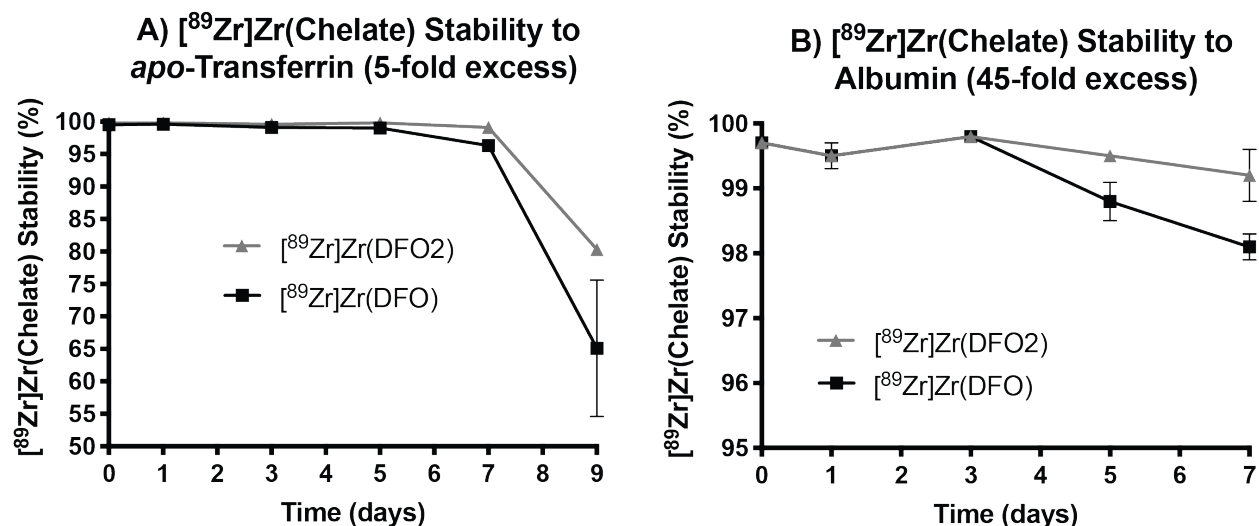 A) [⁸⁹Zr]Zr(Chelate) Stability to
apo-Transferrin (5-fold excess)
[⁸⁹Zr]Zr(Chelate) Stability (%)
100
95
90
85
80
75
70
65
60
55
50
[⁸⁹Zr]Zr(DFO2)
[⁸⁹Zr]Zr(DFO)
0 1 2 3 4 5 6 7 8 9
Time (days)
B) [⁸⁹Zr]Zr(Chelate) Stability to
Albumin (45-fold excess)
[⁸⁹Zr]Zr(Chelate) Stability (%)
100
99
98
97
96
95
[⁸⁹Zr]Zr(DFO2)
[⁸⁹Zr]Zr(DFO)
0 1 2 3 4 5 6 7
Time (days)